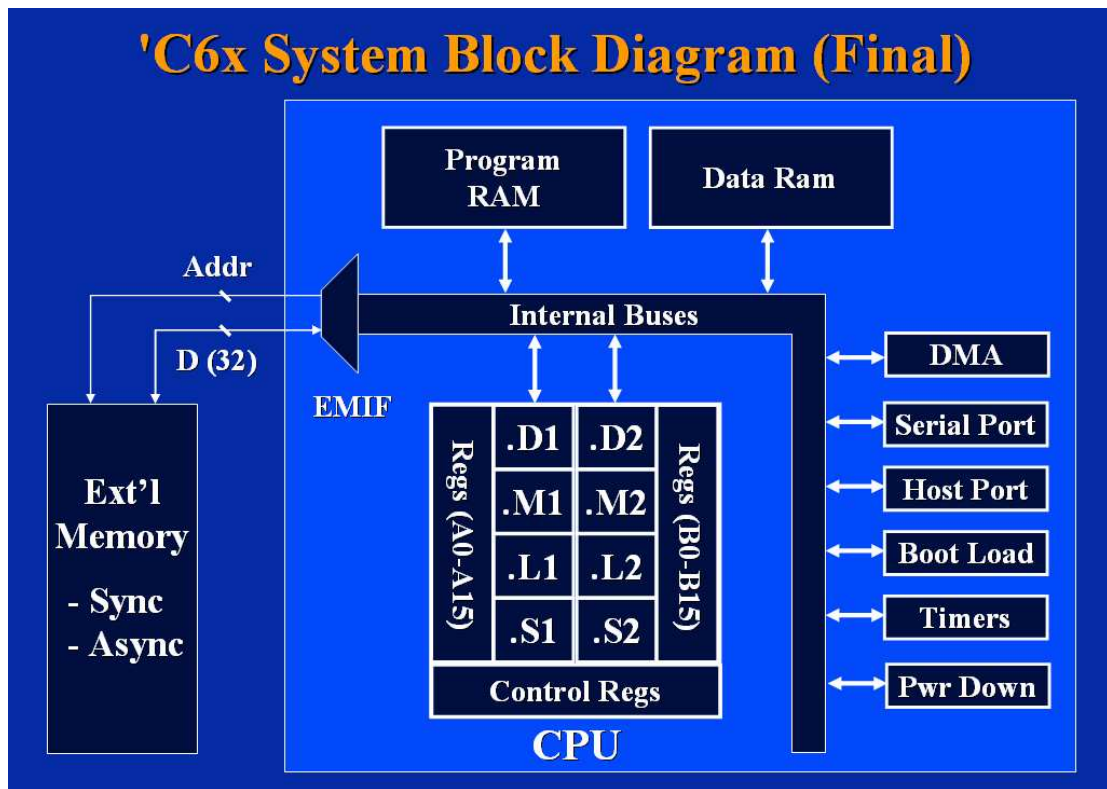 'C6x System Block Diagram (Final)
Program
RAM
Data Ram
Addr
D (32)
EMIF
Internal Buses
Ext’l
Memory
- Sync
- Async
Regs (A0-A15)
.D1
.D2
.M1
.M2
.L1
.L2
.S1
.S2
Regs (B0-B15)
Control Regs
CPU
DMA
Serial Port
Host Port
Boot Load
Timers
Pwr Down